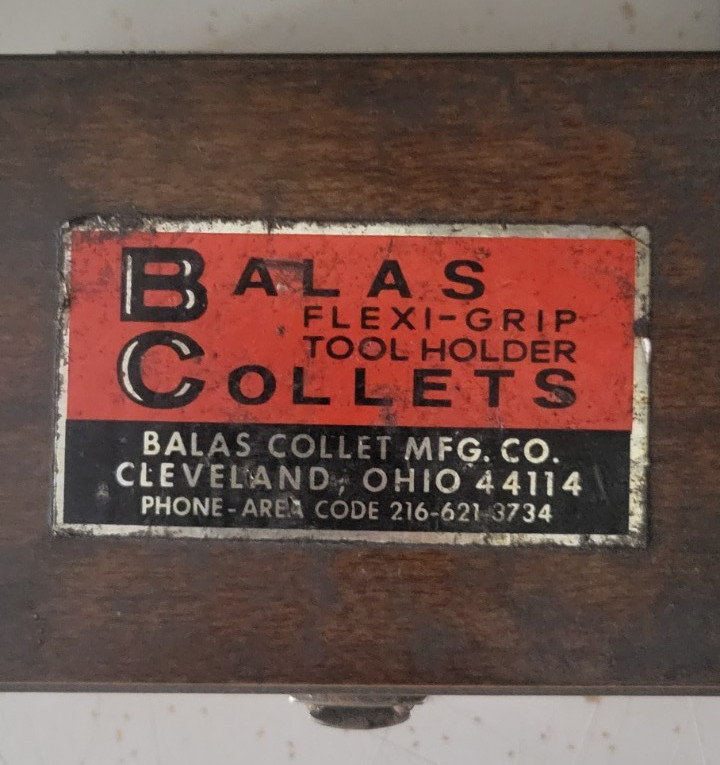 BALAS
FLEXI-GRIP
TOOL HOLDER
COLLETS
BALAS COLLET MFG. CO.
CLEVELAND, OHIO 44114
PHONE-AREA CODE 216-621-3734